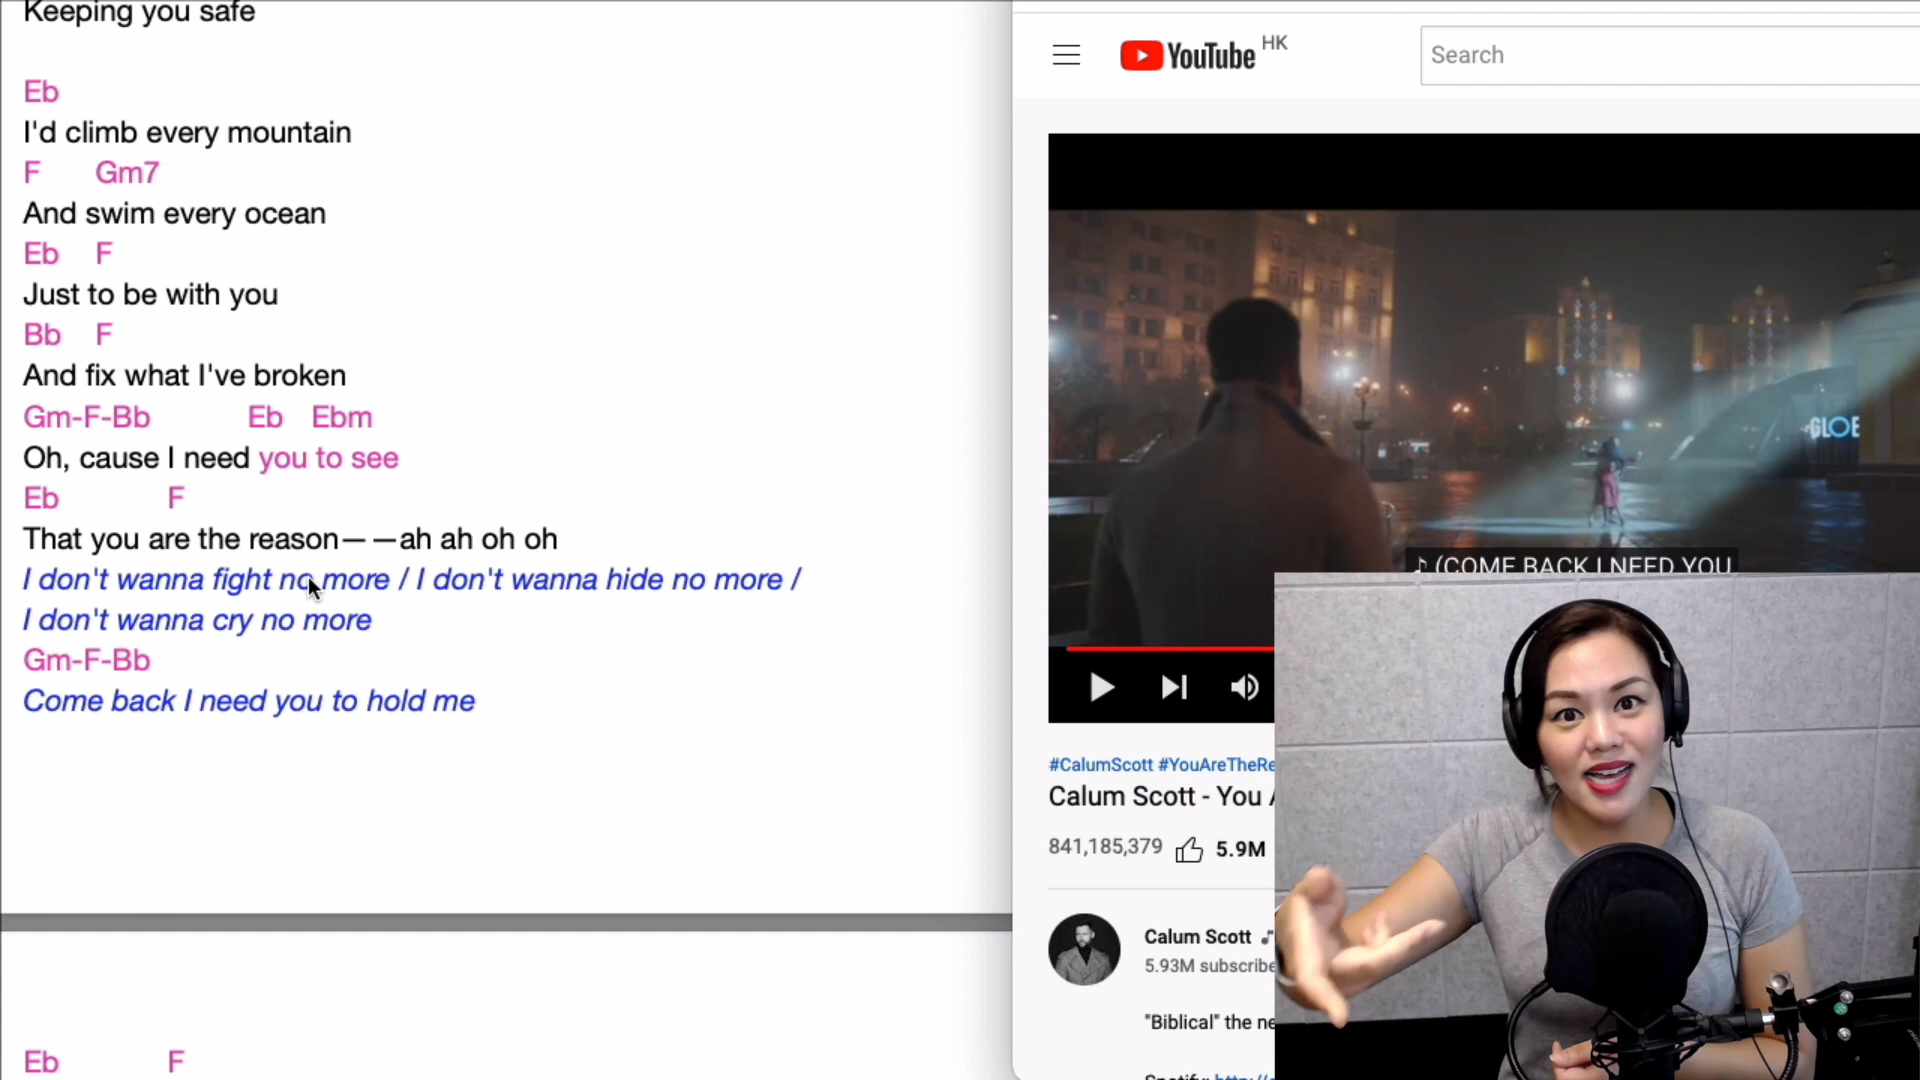 Keeping you safe
Eb
I'd climb every mountain
F Gm7
And swim every ocean
Eb F
Just to be with you
Bb F
And fix what I've broken
Gm-F-Bb Eb Ebm
Oh, cause I need you to see
Eb F
That you are the reason— —ah ah oh oh
I don't wanna fight no more / I don't wanna hide no more /
I don't wanna cry no more
Gm-F-Bb
Come back I need you to hold me
Eb F
YouTube HK
Search
GLOE
♪ (COME BACK I NEED YOU
#CalumScott #YouAreTheRe
Calum Scott - You
841,185,379 5.9M
Calum Scott
5.93M subscribe
"Biblical" the ne